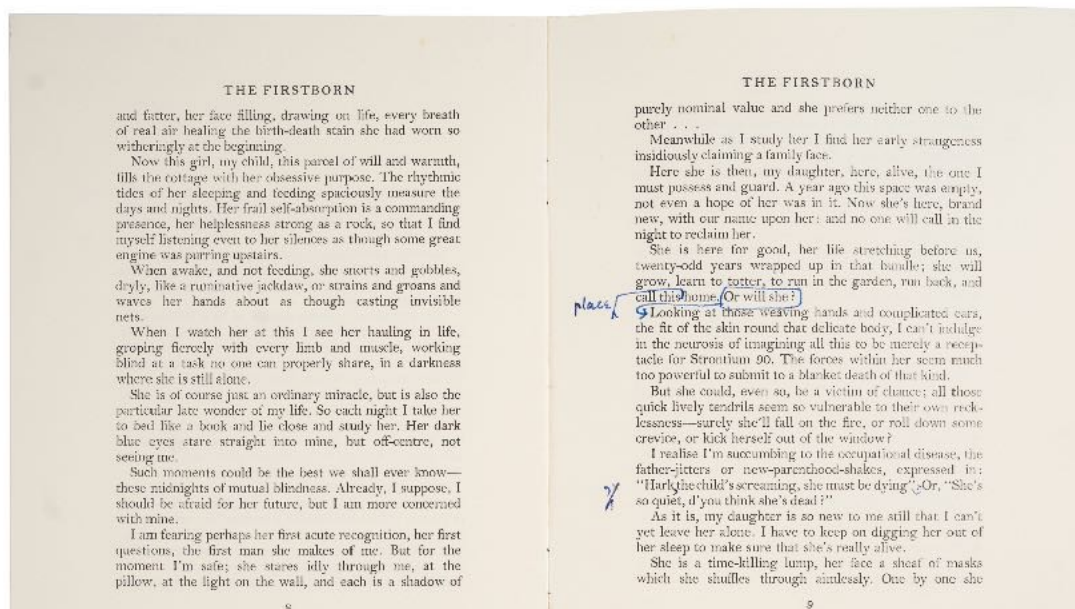 THE FIRSTBORN
and fatter, her face filling, drawing on life, every breath
of real air healing the birth-death stain she had worn so
witheringly at the beginning.
Now this girl, my child, this parcel of will and warmth,
fills the cottage with her obsessive purpose. The rhythmic
tides of her sleeping and feeding spaciously measure the
days and nights. Her frail self-absorption is a commanding
presence, her helplessness strong as a rock, so that I find
myself listening even to her silences as though some great
engine was purring upstairs.
When awake, and not feeding, she snorts and gobbles,
dryly, like a ruminative jackdaw, or strains and groans and
waves her hands about as though casting invisible
nets.
When I watch her at this I see her hauling in life,
groping fiercely with every limb and muscle, working
blind at a task no one can properly share, in a darkness
where she is still alone.
She is of course just an ordinary miracle, but is also the
particular late wonder of my life. So each night I take her
to bed like a book and lie close and study her. Her dark
blue eyes stare straight into mine, but off-centre, not
seeing me.
Such moments could be the best we shall ever know—
these midnights of mutual blindness. Already, I suppose, I
should be afraid for her future, but I am more concerned
with mine.
I am fearing perhaps her first acute recognition, her first
questions, the first man she makes of me. But for the
moment I'm safe; she stares idly through me, at the
pillow, at the light on the wall, and each is a shadow of
8
THE FIRSTBORN
purely nominal value and she prefers neither one to the
other . . .
Meanwhile as I study her I find her early strangeness
insidiously claiming a family face.
Here she is then, my daughter, here, alive, the one I
must possess and guard. A year ago this space was empty,
not even a hope of her was in it. Now she's here, brand
new, with our name upon her: and no one will call in the
night to reclaim her.
She is here for good, her life stretching before us,
twenty-odd years wrapped up in that bundle; she will
grow, learn to totter, to run in the garden, run back, and
call this home. Or will she?
place
Looking at those weaving hands and complicated ears,
the fit of the skin round that delicate body, I can't indulge
in the neurosis of imagining all this to be merely a recep-
tacle for Strontium 90. The forces within her seem much
too powerful to submit to a blanket death of that kind.
But she could, even so, be a victim of chance; all those
quick lively tendrils seem so vulnerable to their own reck-
lessness—surely she'll fall on the fire, or roll down some
crevice, or kick herself out of the window?
I realise I'm succumbing to the occupational disease, the
father-jitters or new-parenthood-shakes, expressed in:
"Hark the child's screaming, she must be dying". Or, "She's
so quiet, d'you think she's dead?"
As it is, my daughter is so new to me still that I can't
yet leave her alone. I have to keep on digging her out of
her sleep to make sure that she's really alive.
She is a time-killing lump, her face a sheaf of masks
which she shuffles through aimlessly. One by one she
9